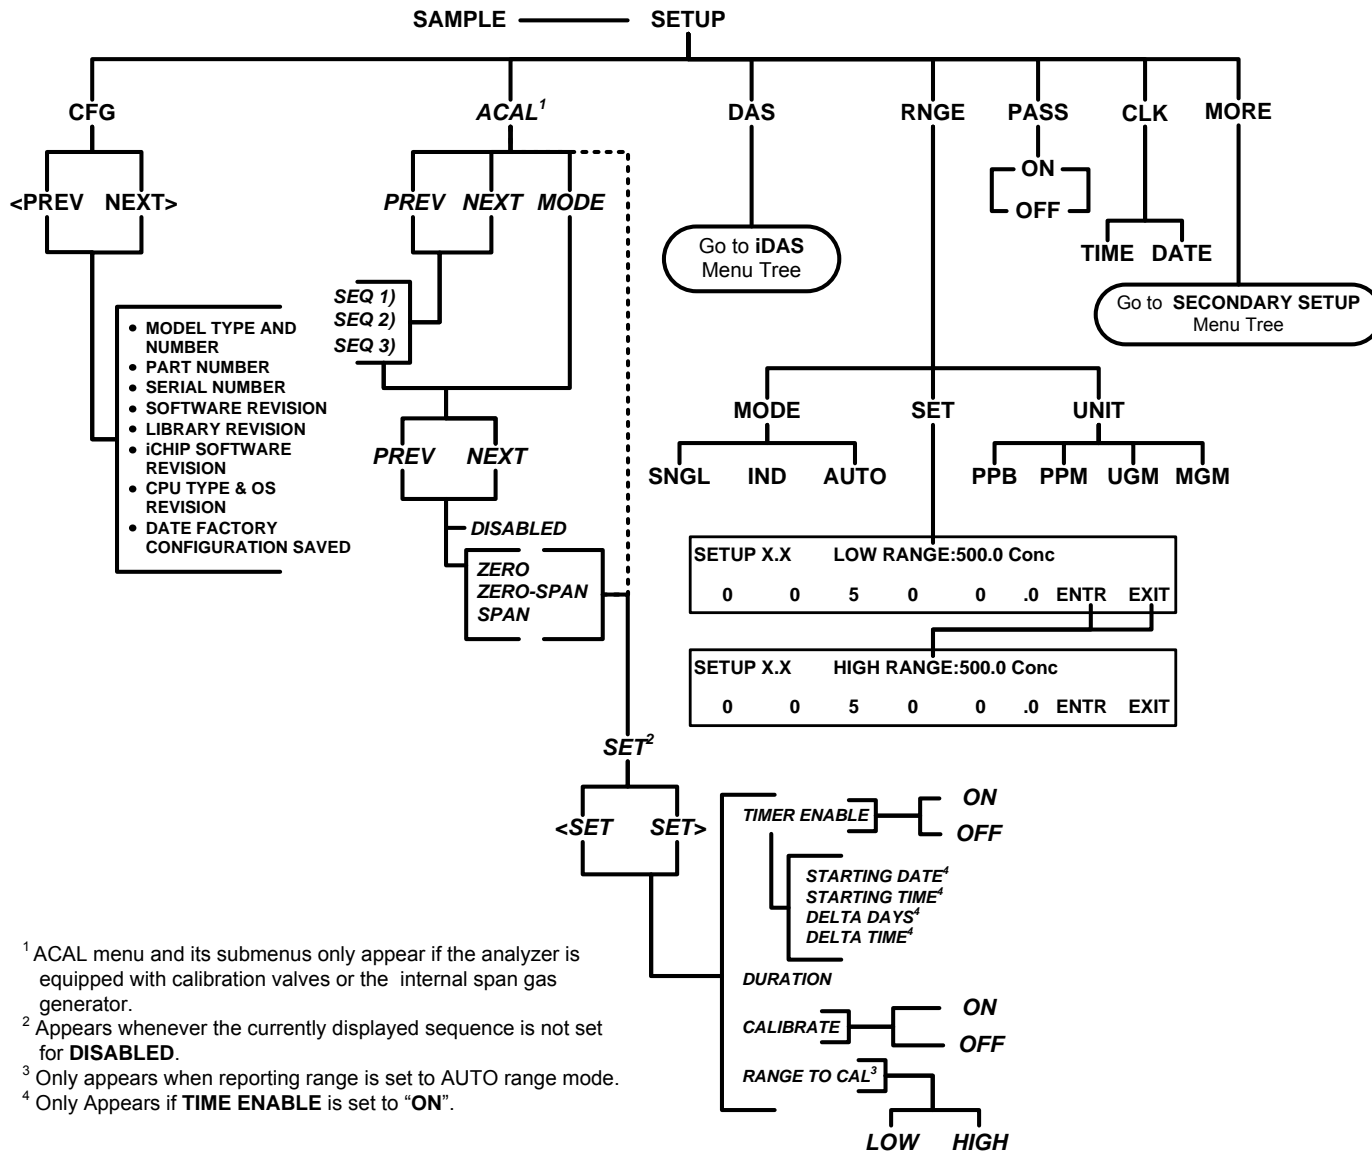 SAMPLE SETUP
CFG ACAL1 DAS RNGE PASS CLK MORE
<PREV NEXT>
PREV NEXT MODE
ON
OFF
TIME DATE
Go to iDAS
Menu Tree
Go to SECONDARY SETUP
Menu Tree
• MODEL TYPE AND
NUMBER
• PART NUMBER
• SERIAL NUMBER
• SOFTWARE REVISION
• LIBRARY REVISION
• iCHIP SOFTWARE
REVISION
• CPU TYPE & OS
REVISION
• DATE FACTORY
CONFIGURATION SAVED
SEQ 1)
SEQ 2)
SEQ 3)
PREV NEXT
DISABLED
ZERO
ZERO-SPAN
SPAN
MODE SET UNIT
SNGL IND AUTO
PPB PPM UGM MGM
SETUP X.X LOW RANGE:500.0 Conc
0 0 5 0 0 .0 ENTR EXIT
SETUP X.X HIGH RANGE:500.0 Conc
0 0 5 0 0 .0 ENTR EXIT
SET2
<SET SET>
TIMER ENABLE
ON
OFF
STARTING DATE4
STARTING TIME4
DELTA DAYS4
DELTA TIME4
DURATION
CALIBRATE
ON
OFF
RANGE TO CAL3
LOW HIGH
1 ACAL menu and its submenus only appear if the analyzer is
equipped with calibration valves or the internal span gas
generator.
2 Appears whenever the currently displayed sequence is not set
for DISABLED.
3 Only appears when reporting range is set to AUTO range mode.
4 Only Appears if TIME ENABLE is set to “ON”.